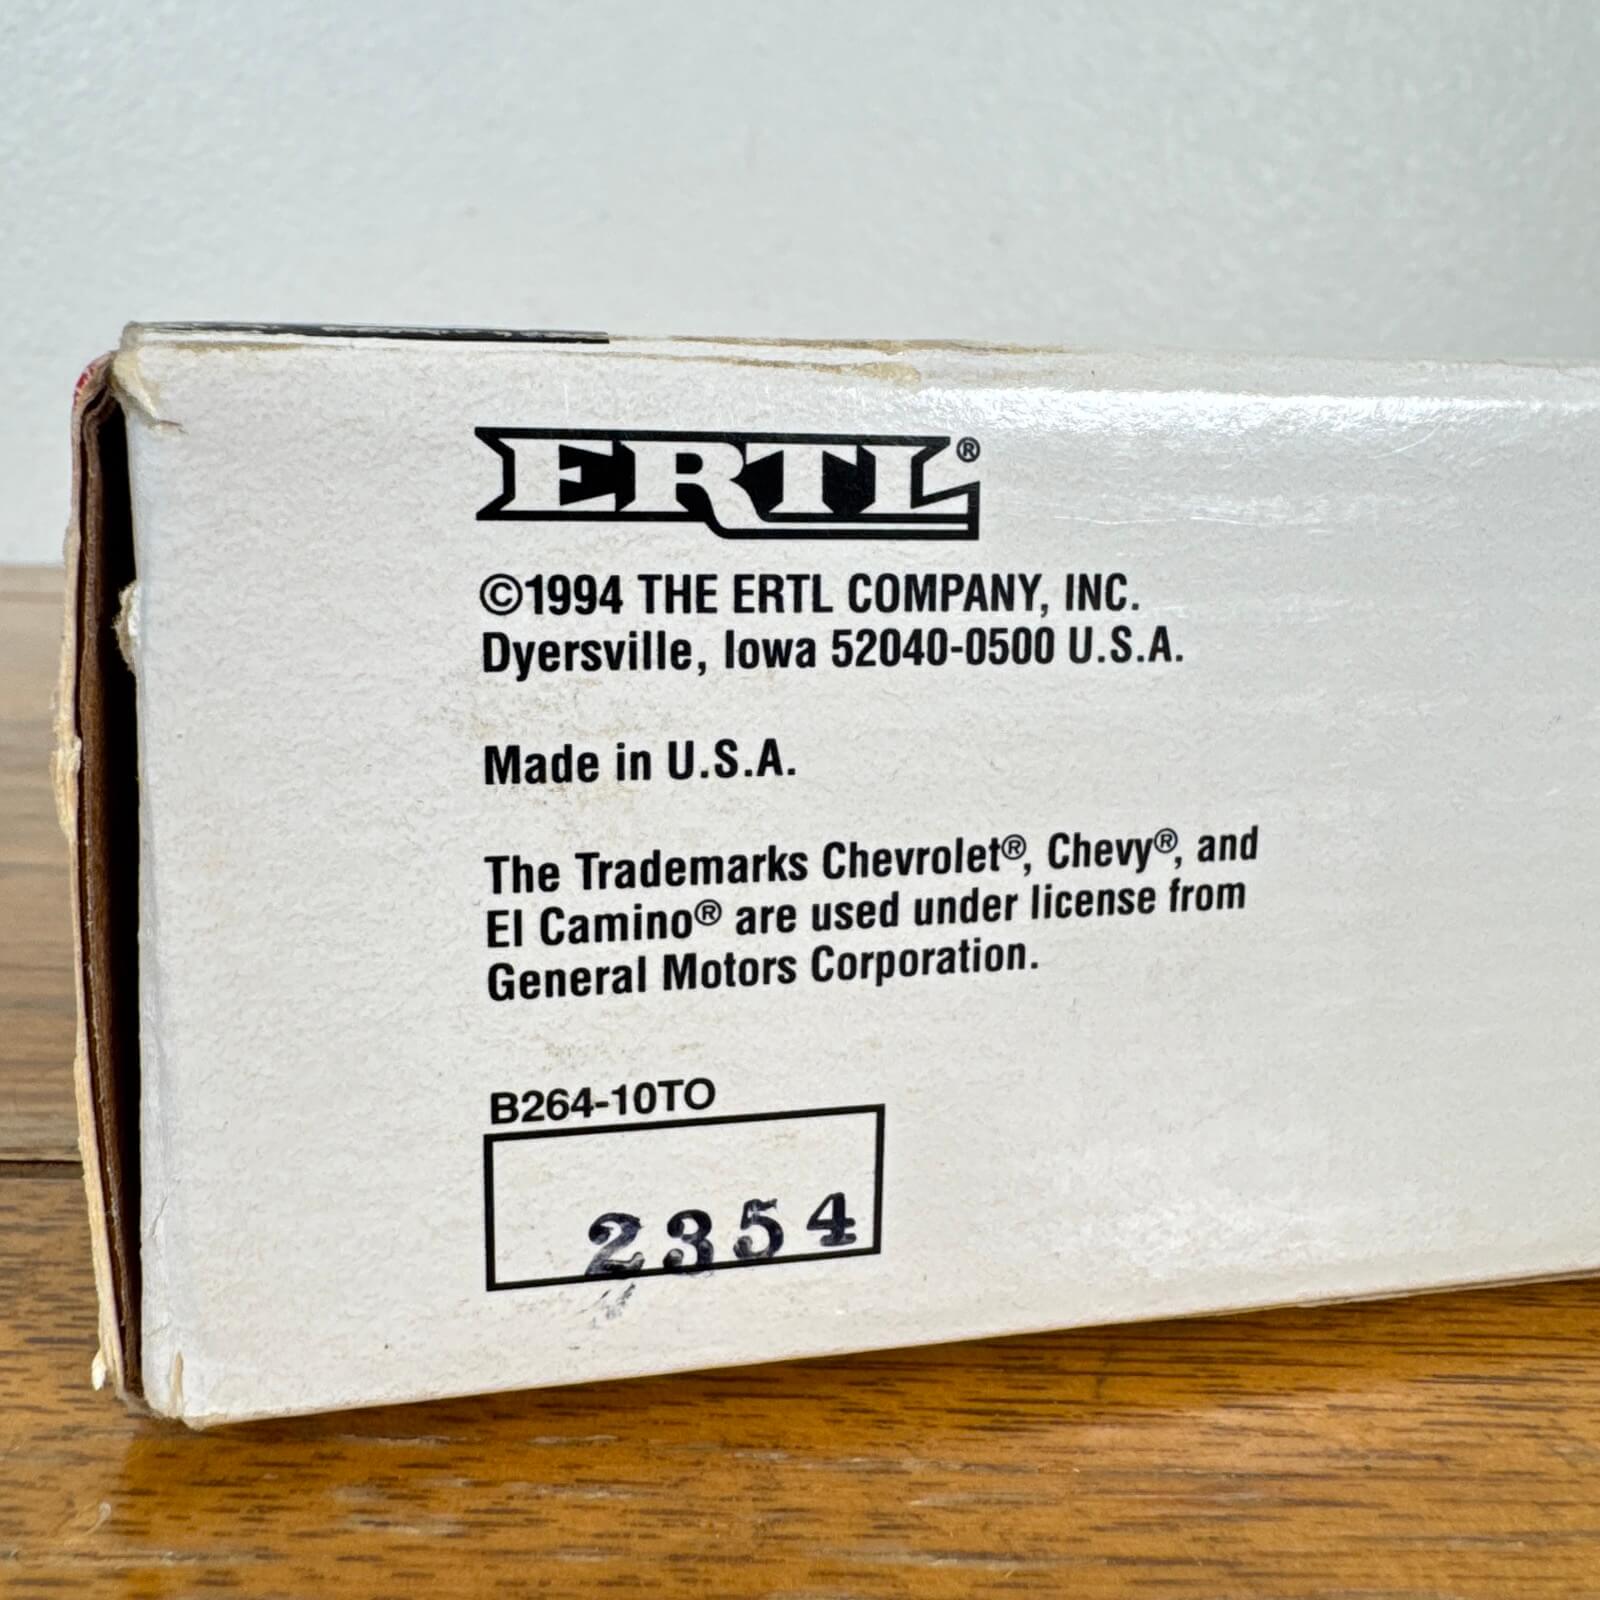 ERTL®
©1994 THE ERTL COMPANY, INC.
Dyersville, Iowa 52040-0500 U.S.A.
Made in U.S.A.
The Trademarks Chevrolet®, Chevy®, and
El Camino® are used under license from
General Motors Corporation.
B264-10TO
2354